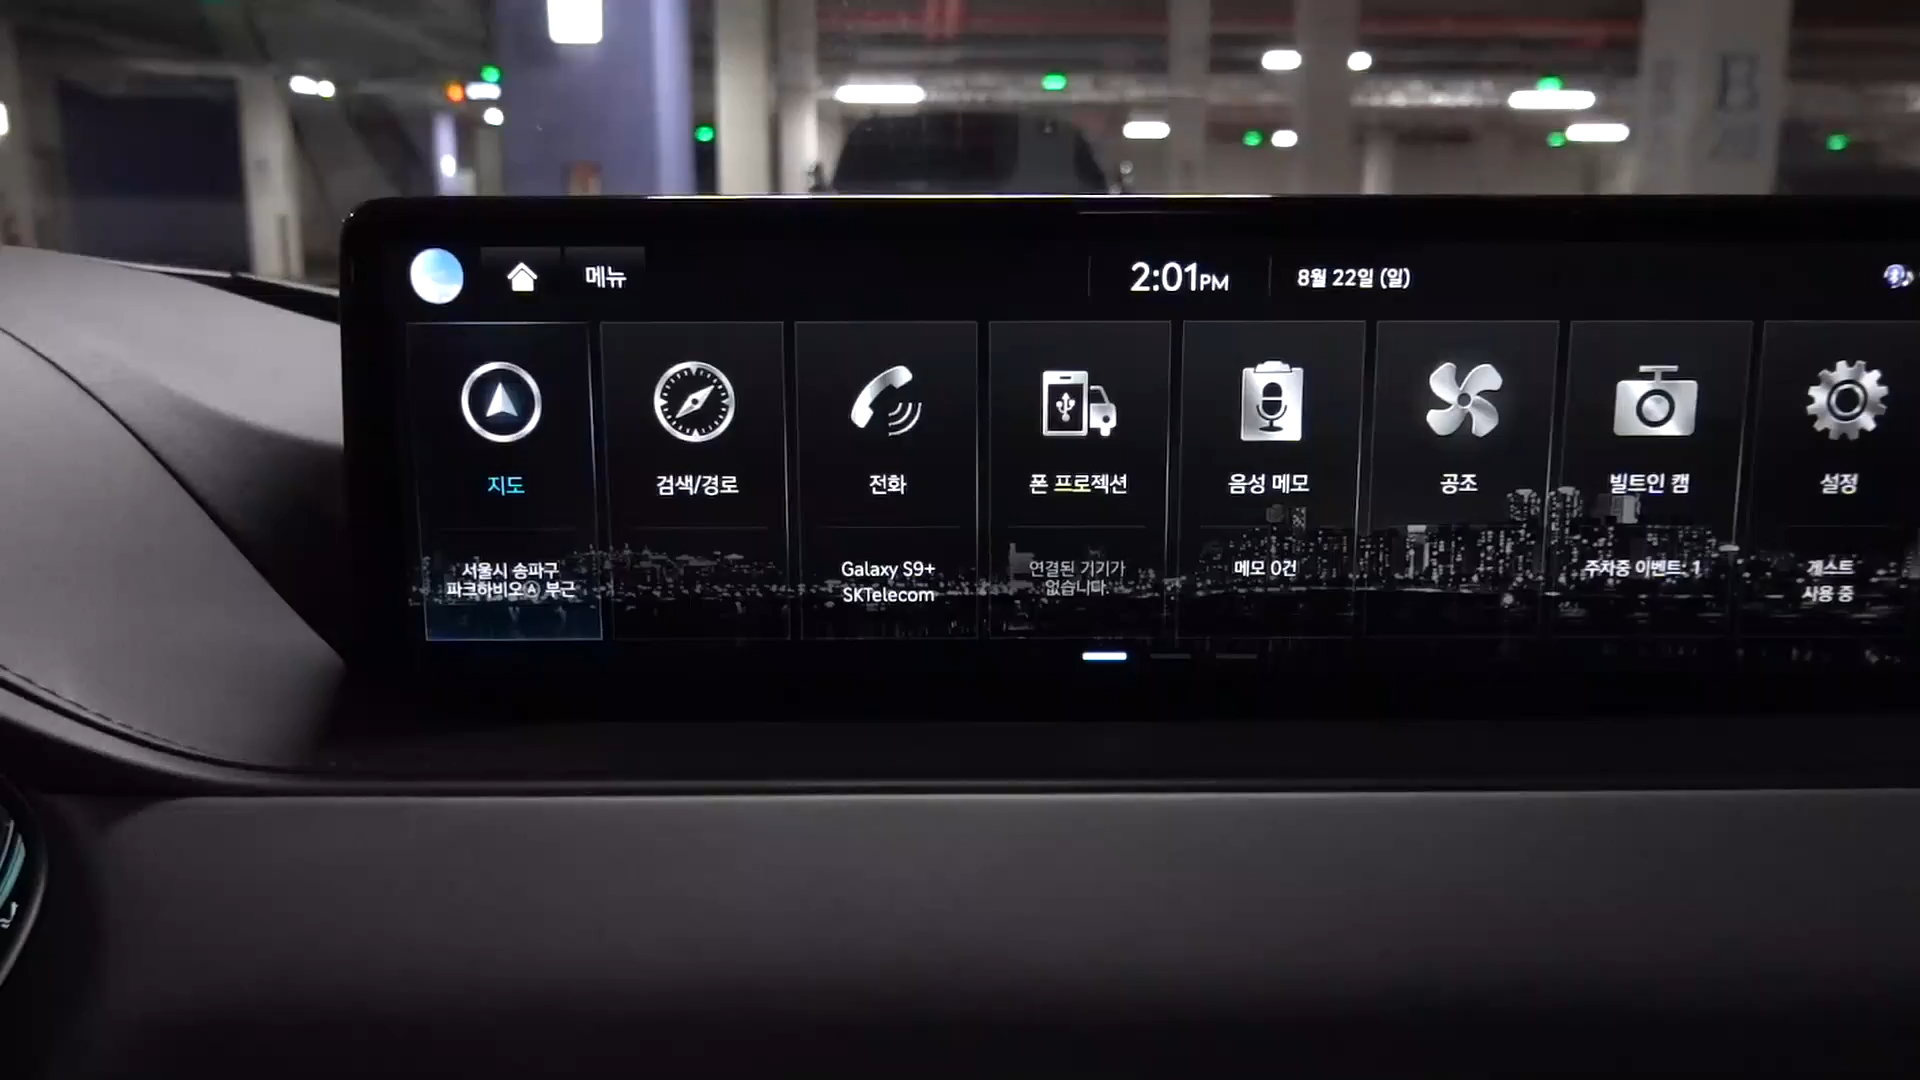 메뉴
2:01PM
8월 22일 (일)
지도
검색/경로
전화
폰 프로젝션
음성 메모
공조
빌트인 캠
설정
서울시 송파구
파크하비오Ⓐ 부근
Galaxy S9+
SKTelecom
연결된 기기가
없습니다.
메모 0건
주차중 이벤트: 1
게스트
사용 중
B